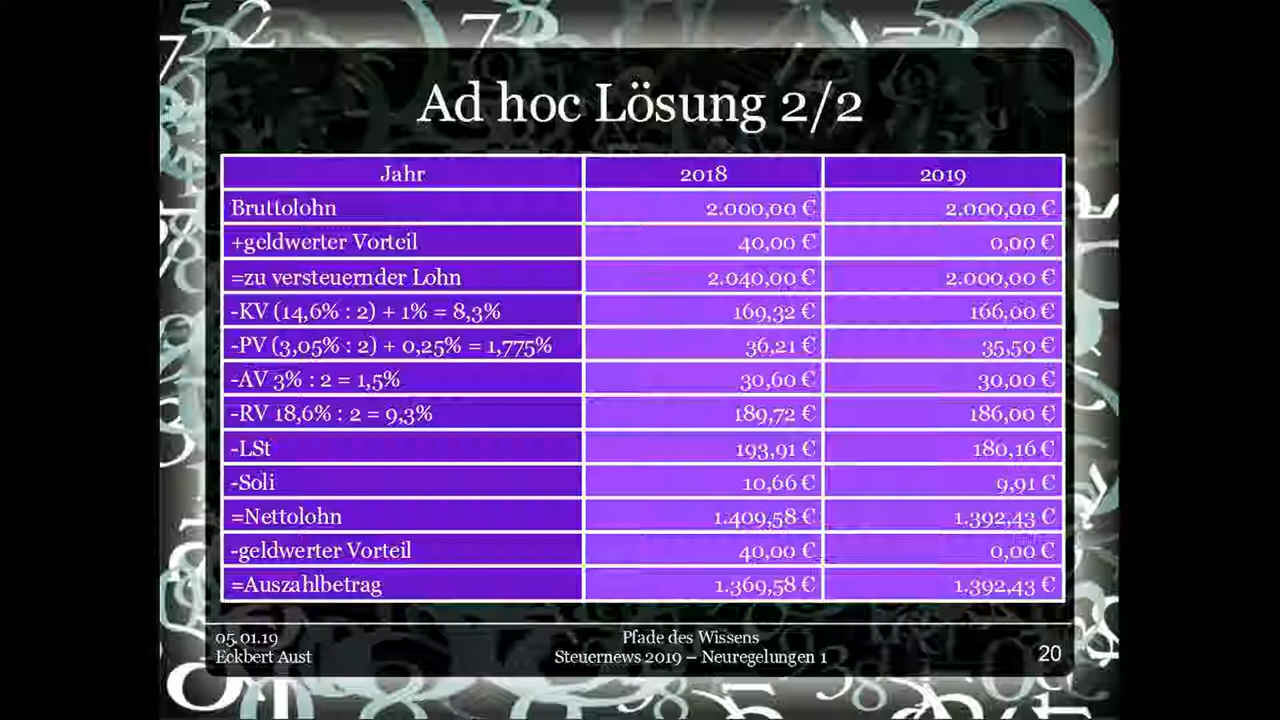 Ad hoc Lösung 2/2
Jahr 2018 2019
Bruttolohn 2.000,00 € 2.000,00 €
+geldwerter Vorteil 40,00 € 0,00 €
=zu versteuernder Lohn 2.040,00 € 2.000,00 €
-KV (14,6% : 2) + 1% = 8,3% 169,32 € 166,00 €
-PV (3,05% : 2) + 0,25% = 1,775% 36,21 € 35,50 €
-AV 3% : 2 = 1,5% 30,60 € 30,00 €
-RV 18,6% : 2 = 9,3% 189,72 € 186,00 €
-LSt 193,91 € 180,16 €
-Soli 10,66 € 9,91 €
=Nettolohn 1.409,58 € 1.392,43 €
-geldwerter Vorteil 40,00 € 0,00 €
=Auszahlbetrag 1.369,58 € 1.392,43 €
05.01.19 Pfade des Wissens
Eckbert Aust Steuernews 2019 – Neuregelungen 1 20